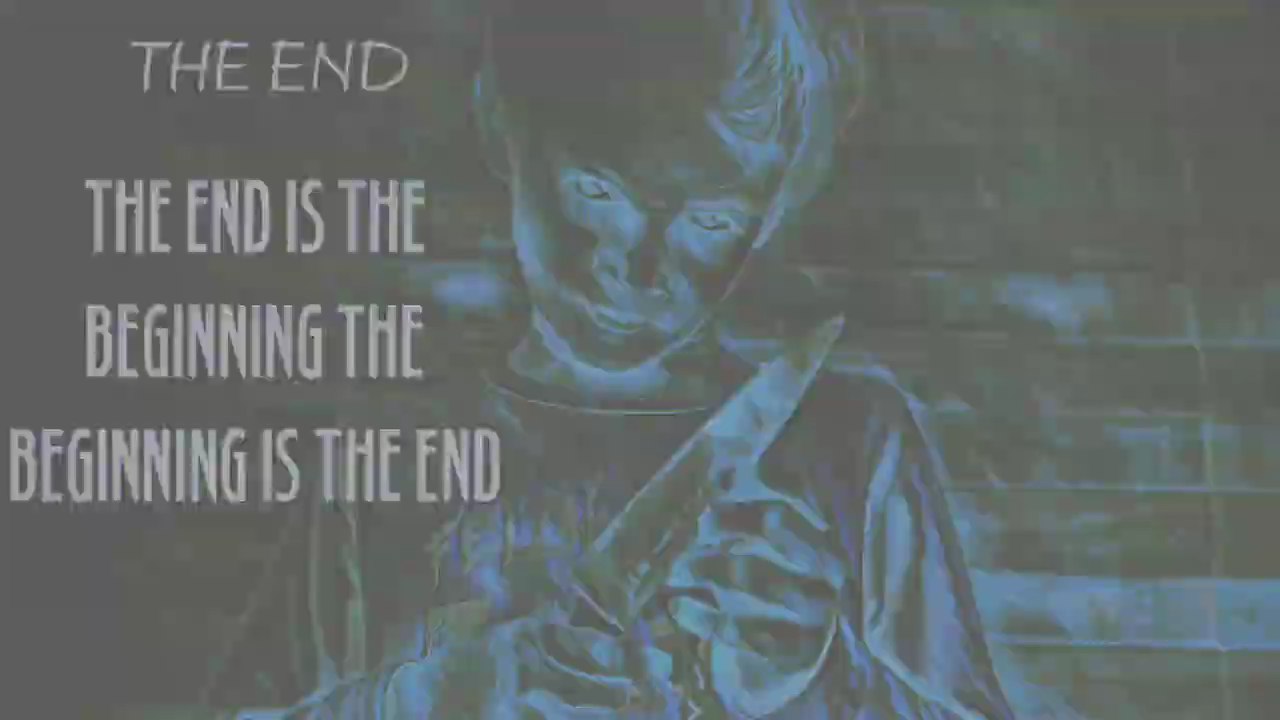 THE END
THE END IS THE
BEGINNING THE
BEGINNING IS THE END